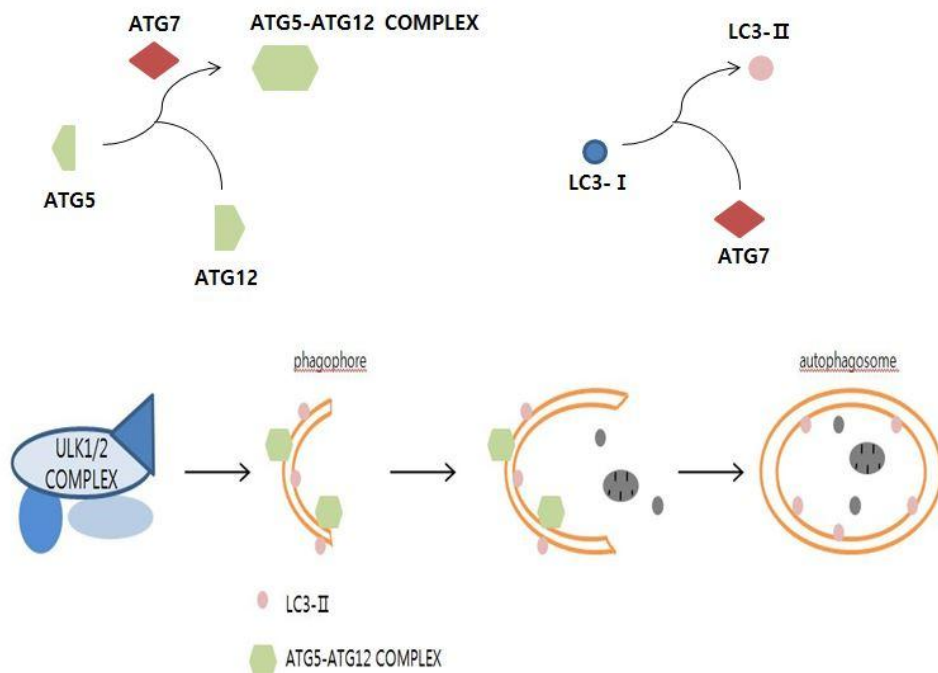 ATG7
ATG5-ATG12 COMPLEX
LC3-Ⅱ
ATG5
LC3- Ⅰ
ATG12
ATG7
phagophore
autophagosome
ULK1/2
COMPLEX
LC3-Ⅱ
ATG5-ATG12 COMPLEX